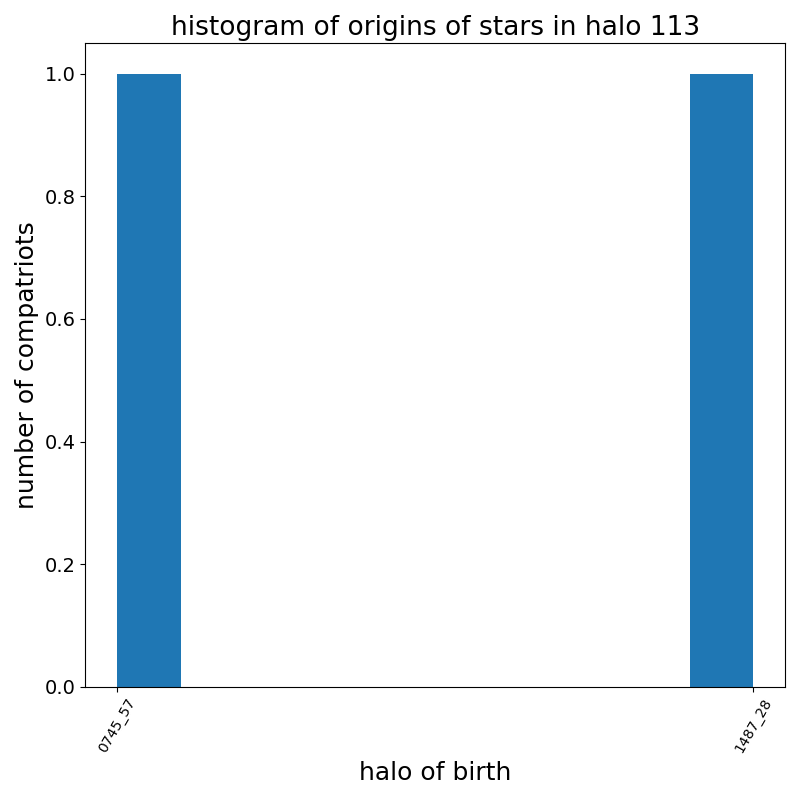 histogram of origins of stars in halo 113
1.0
0.8
0.6
0.4
0.2
0.0
number of compatriots
0745_57
1487_28
halo of birth